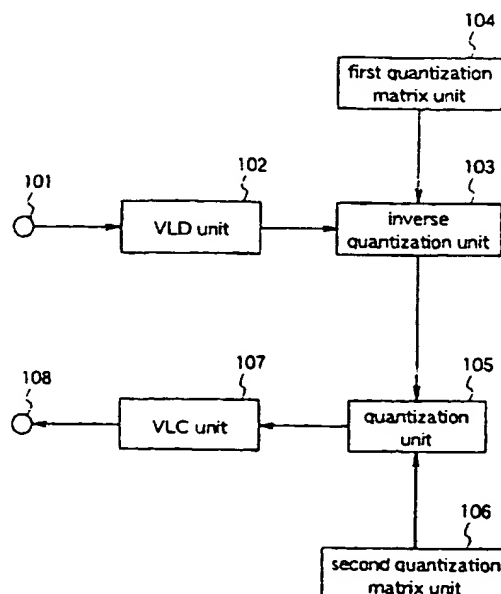 104
first quantization
matrix unit
101
102
103
VLD unit
inverse
quantization unit
108
107
105
VLC unit
quantization
unit
106
second quantization
matrix unit